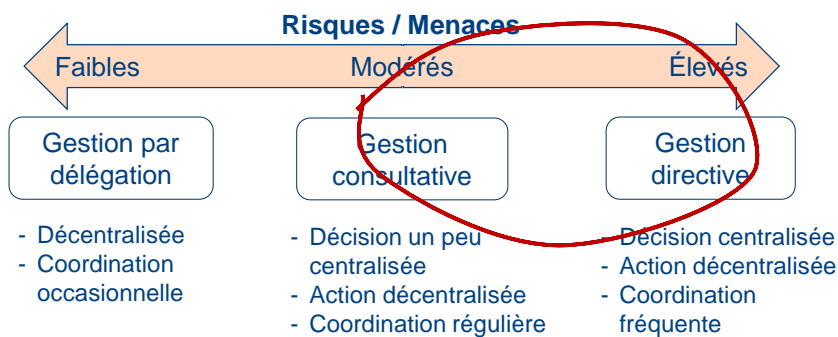 Risques / Menaces
Faibles
Modérés
Élevés
Gestion par
délégation
Gestion
consultative
Gestion
directive
- Décentralisée
- Coordination
occasionnelle
- Décision un peu
centralisée
- Action décentralisée
- Coordination régulière
- Décision centralisée
- Action décentralisée
- Coordination
fréquente